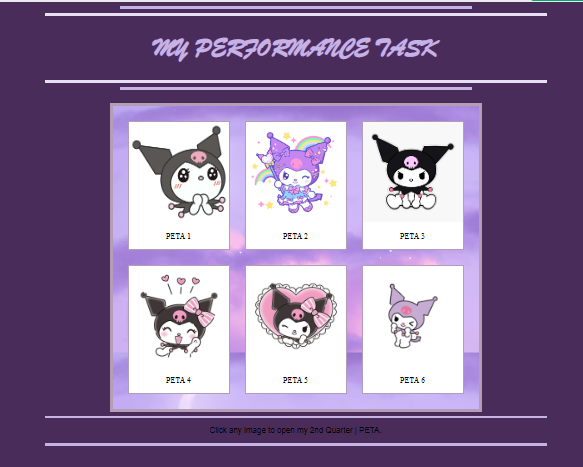 MY PERFORMANCE TASK
PETA 1
PETA 2
PETA 3
PETA 4
PETA 5
PETA 6
Click any image to open my 2nd Quarter | PETA.